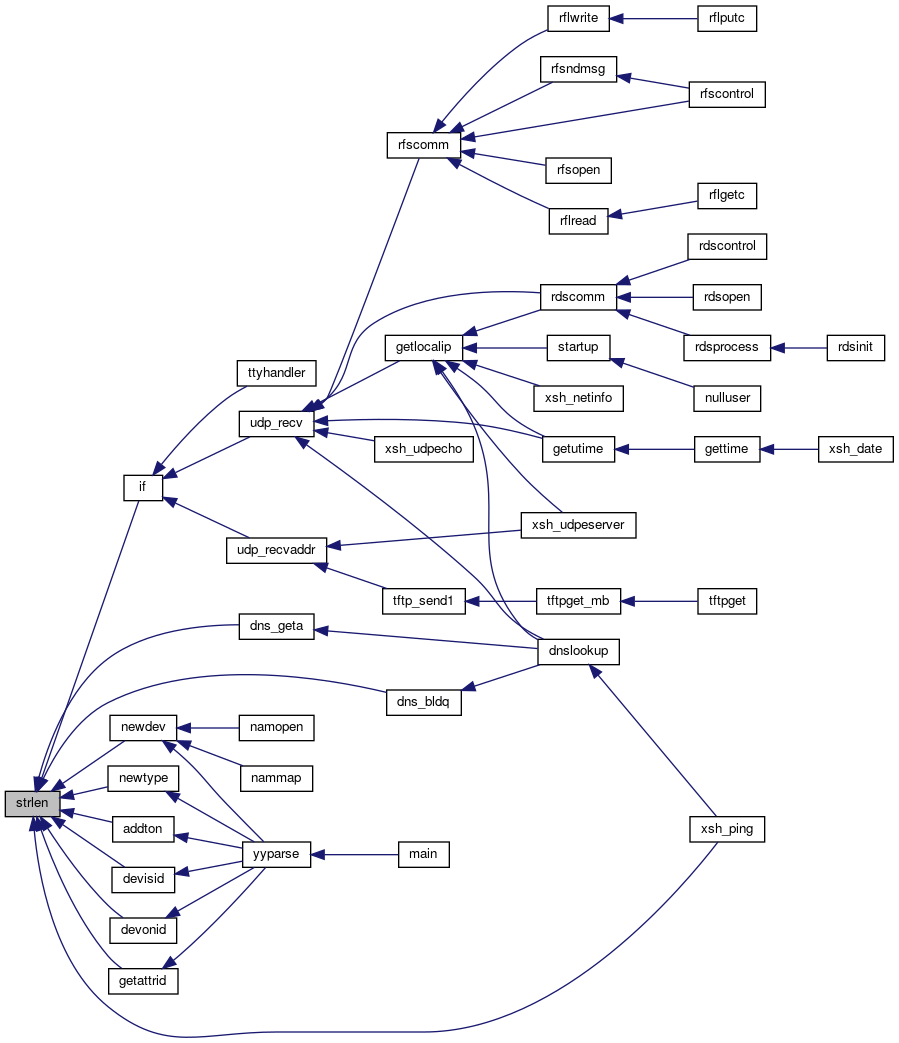 rflwrite
rflputc
rfsndmsg
rfscontrol
rfscomm
rfsopen
rflgetc
rflread
rdscontrol
rdscomm
rdsopen
getlocalip
startup
rdsprocess
rdsinit
ttyhandler
xsh_netinfo
nulluser
udp_recv
xsh_udpecho
getutime
gettime
xsh_date
if
xsh_udpeserver
udp_recvaddr
tftp_send1
tftpget_mb
tftpget
dns_geta
dnslookup
dns_bldq
newdev
namopen
newtype
nammap
strlen
addton
xsh_ping
yyparse
main
devisid
devonid
getattrid